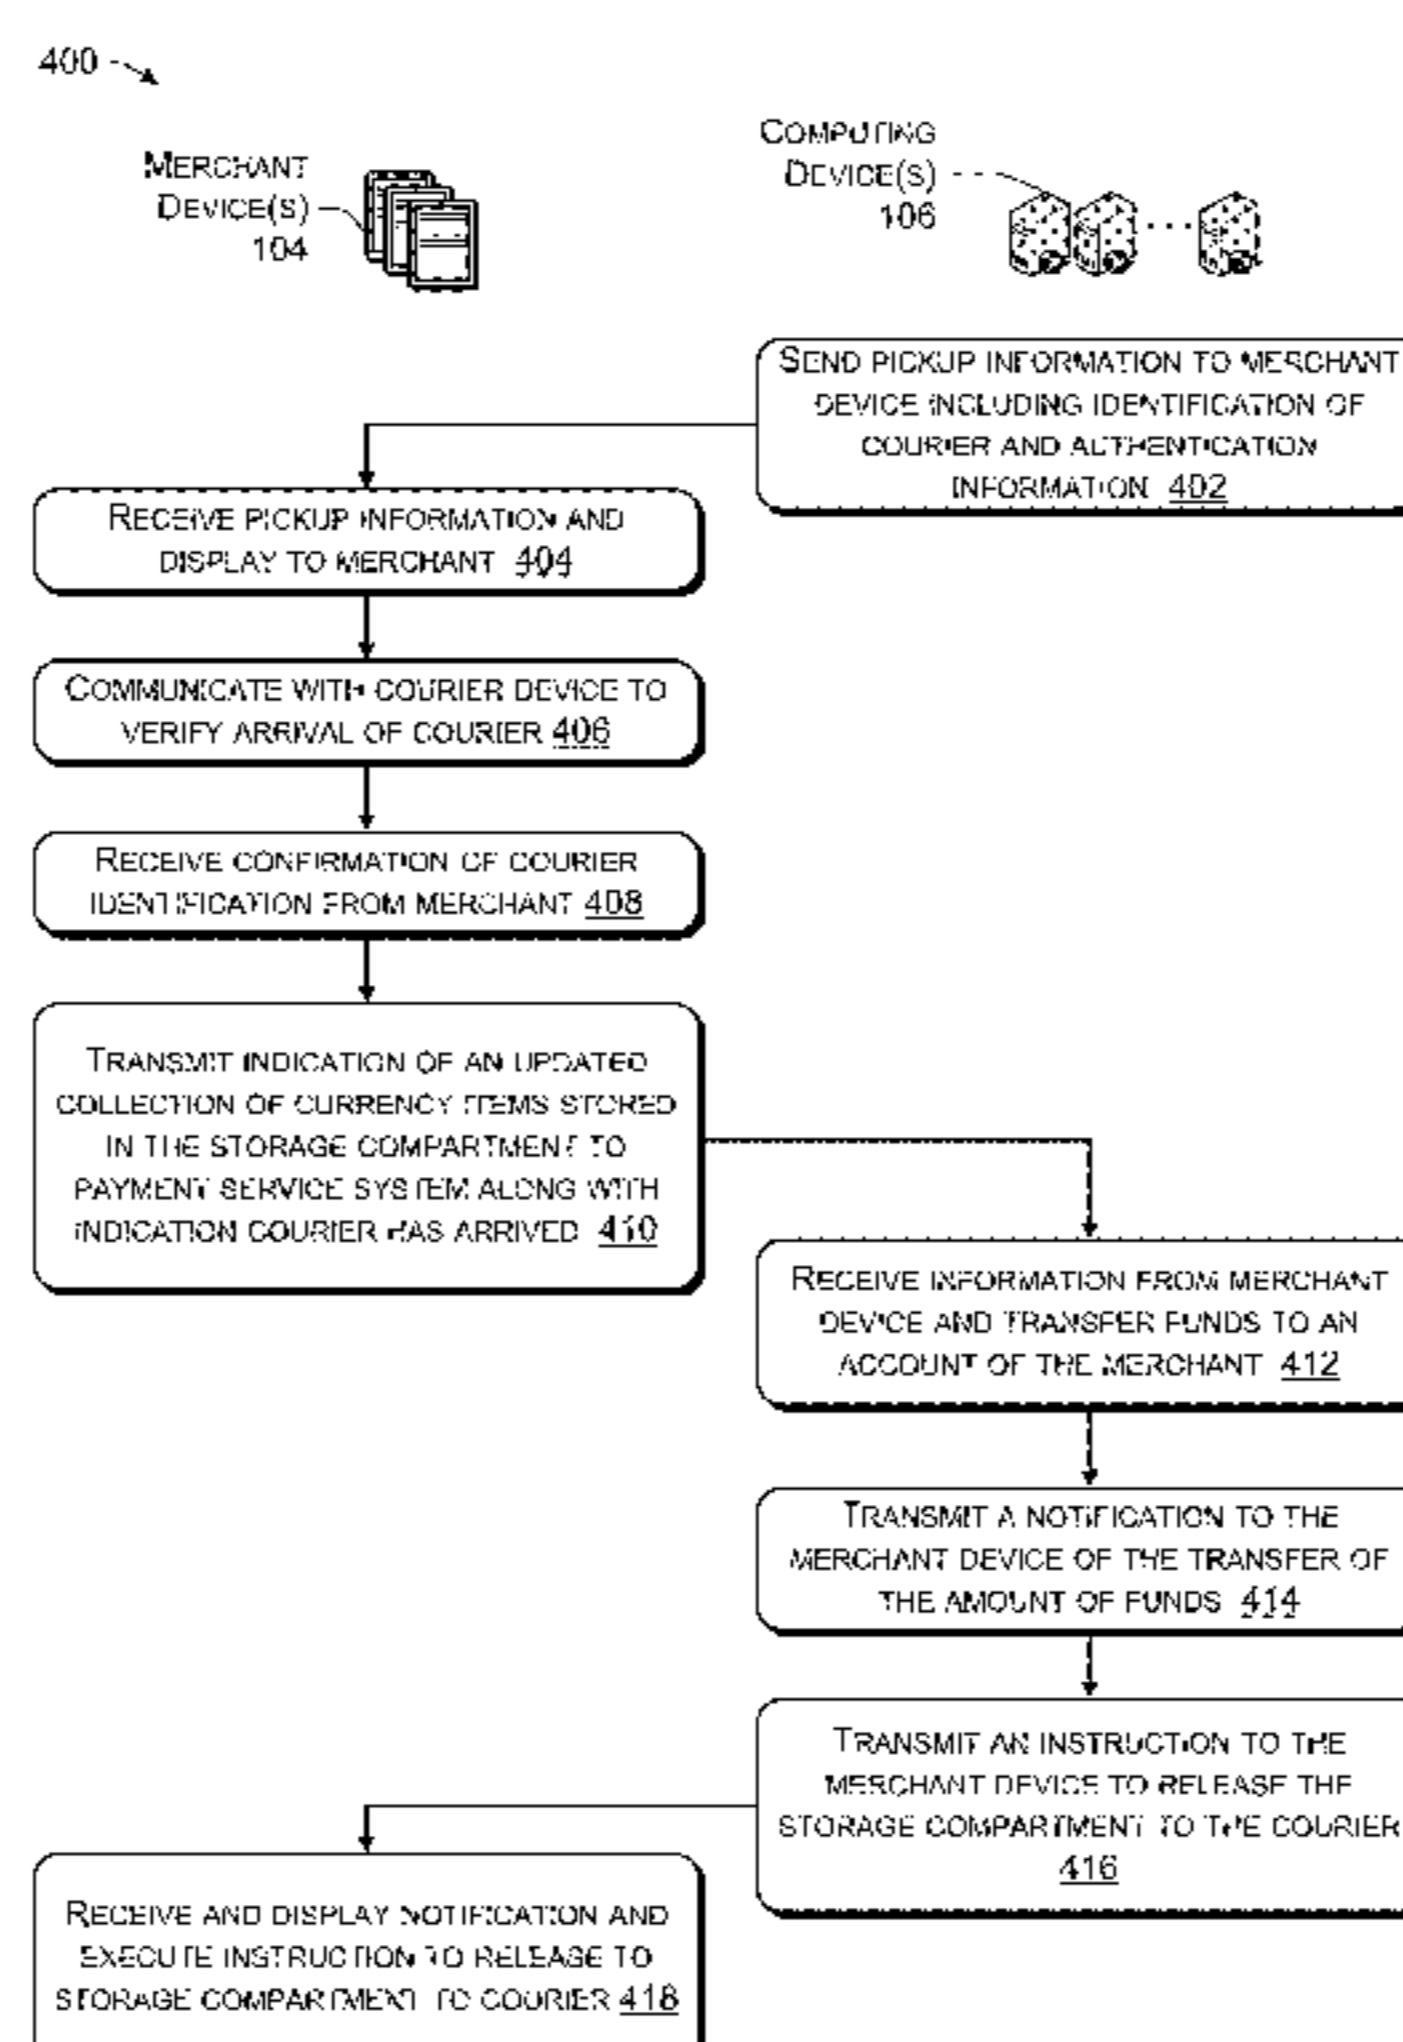 400
MERCHANT
DEVICE(S)
104
COMPUTING
DEVICE(S)
106
SEND PICKUP INFORMATION TO MERCHANT
DEVICE INCLUDING IDENTIFICATION OF
COURIER AND AUTHENTICATION
INFORMATION 402
RECEIVE PICKUP INFORMATION AND
DISPLAY TO MERCHANT 404
COMMUNICATE WITH COURIER DEVICE TO
VERIFY ARRIVAL OF COURIER 406
RECEIVE CONFIRMATION OF COURIER
IDENTIFICATION FROM MERCHANT 408
TRANSMIT INDICATION OF AN UPDATED
COLLECTION OF CURRENCY ITEMS STORED
IN THE STORAGE COMPARTMENT TO
PAYMENT SERVICE SYSTEM ALONG WITH
INDICATION COURIER HAS ARRIVED 410
RECEIVE INFORMATION FROM MERCHANT
DEVICE AND TRANSFER FUNDS TO AN
ACCOUNT OF THE MERCHANT 412
TRANSMIT A NOTIFICATION TO THE
MERCHANT DEVICE OF THE TRANSFER OF
THE AMOUNT OF FUNDS 414
TRANSMIT AN INSTRUCTION TO THE
MERCHANT DEVICE TO RELEASE THE
STORAGE COMPARTMENT TO THE COURIER
416
RECEIVE AND DISPLAY NOTIFICATION AND
EXECUTE INSTRUCTION TO RELEASE TO
STORAGE COMPARTMENT TO COURIER 418